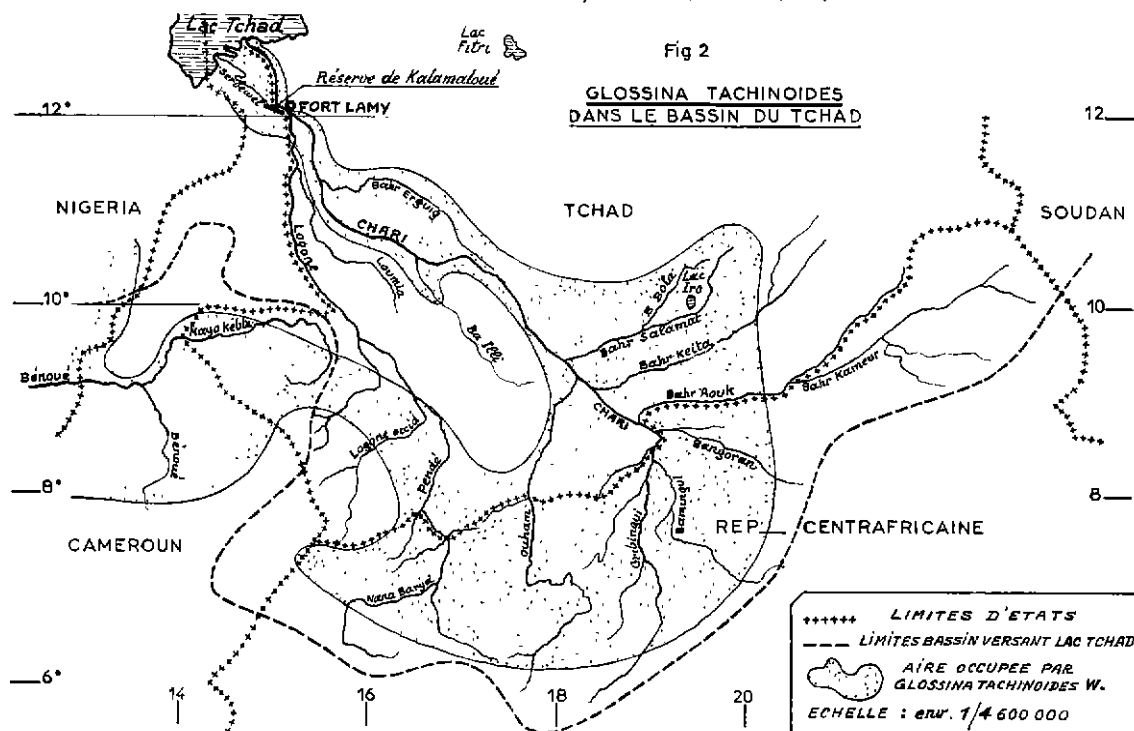 Lac Tchad
Lac
Fitri
Fig 2
GLOSSINA TACHINOIDES
DANS LE BASSIN DU TCHAD
Serbewel
Réserve de Kalamaloué
FORT LAMY
12°
12
NIGERIA
TCHAD
SOUDAN
Bahr Erguig
CHARI
Logone
Loumia
B. Bola
Lac
Iro
10°
10
Mayo Kebbi
Ba Illi
Bahr Salamat
Bahr Keita
Bénoué
Bahr Aouk
Bahr Kameur
CHARI
Bénoué
Logone occid
Pendé
Bangoran
8°
8
Bamingui
CAMEROUN
Ouham
Gribingui
REP. CENTRAFRICAINE
Nana Barya
LIMITES D'ETATS
LIMITES BASSIN VERSANT LAC TCHAD
AIRE OCCUPEE PAR
GLOSSINA TACHINOIDES W.
ECHELLE : env. 1/4 600 000
6°
14
16
18
20